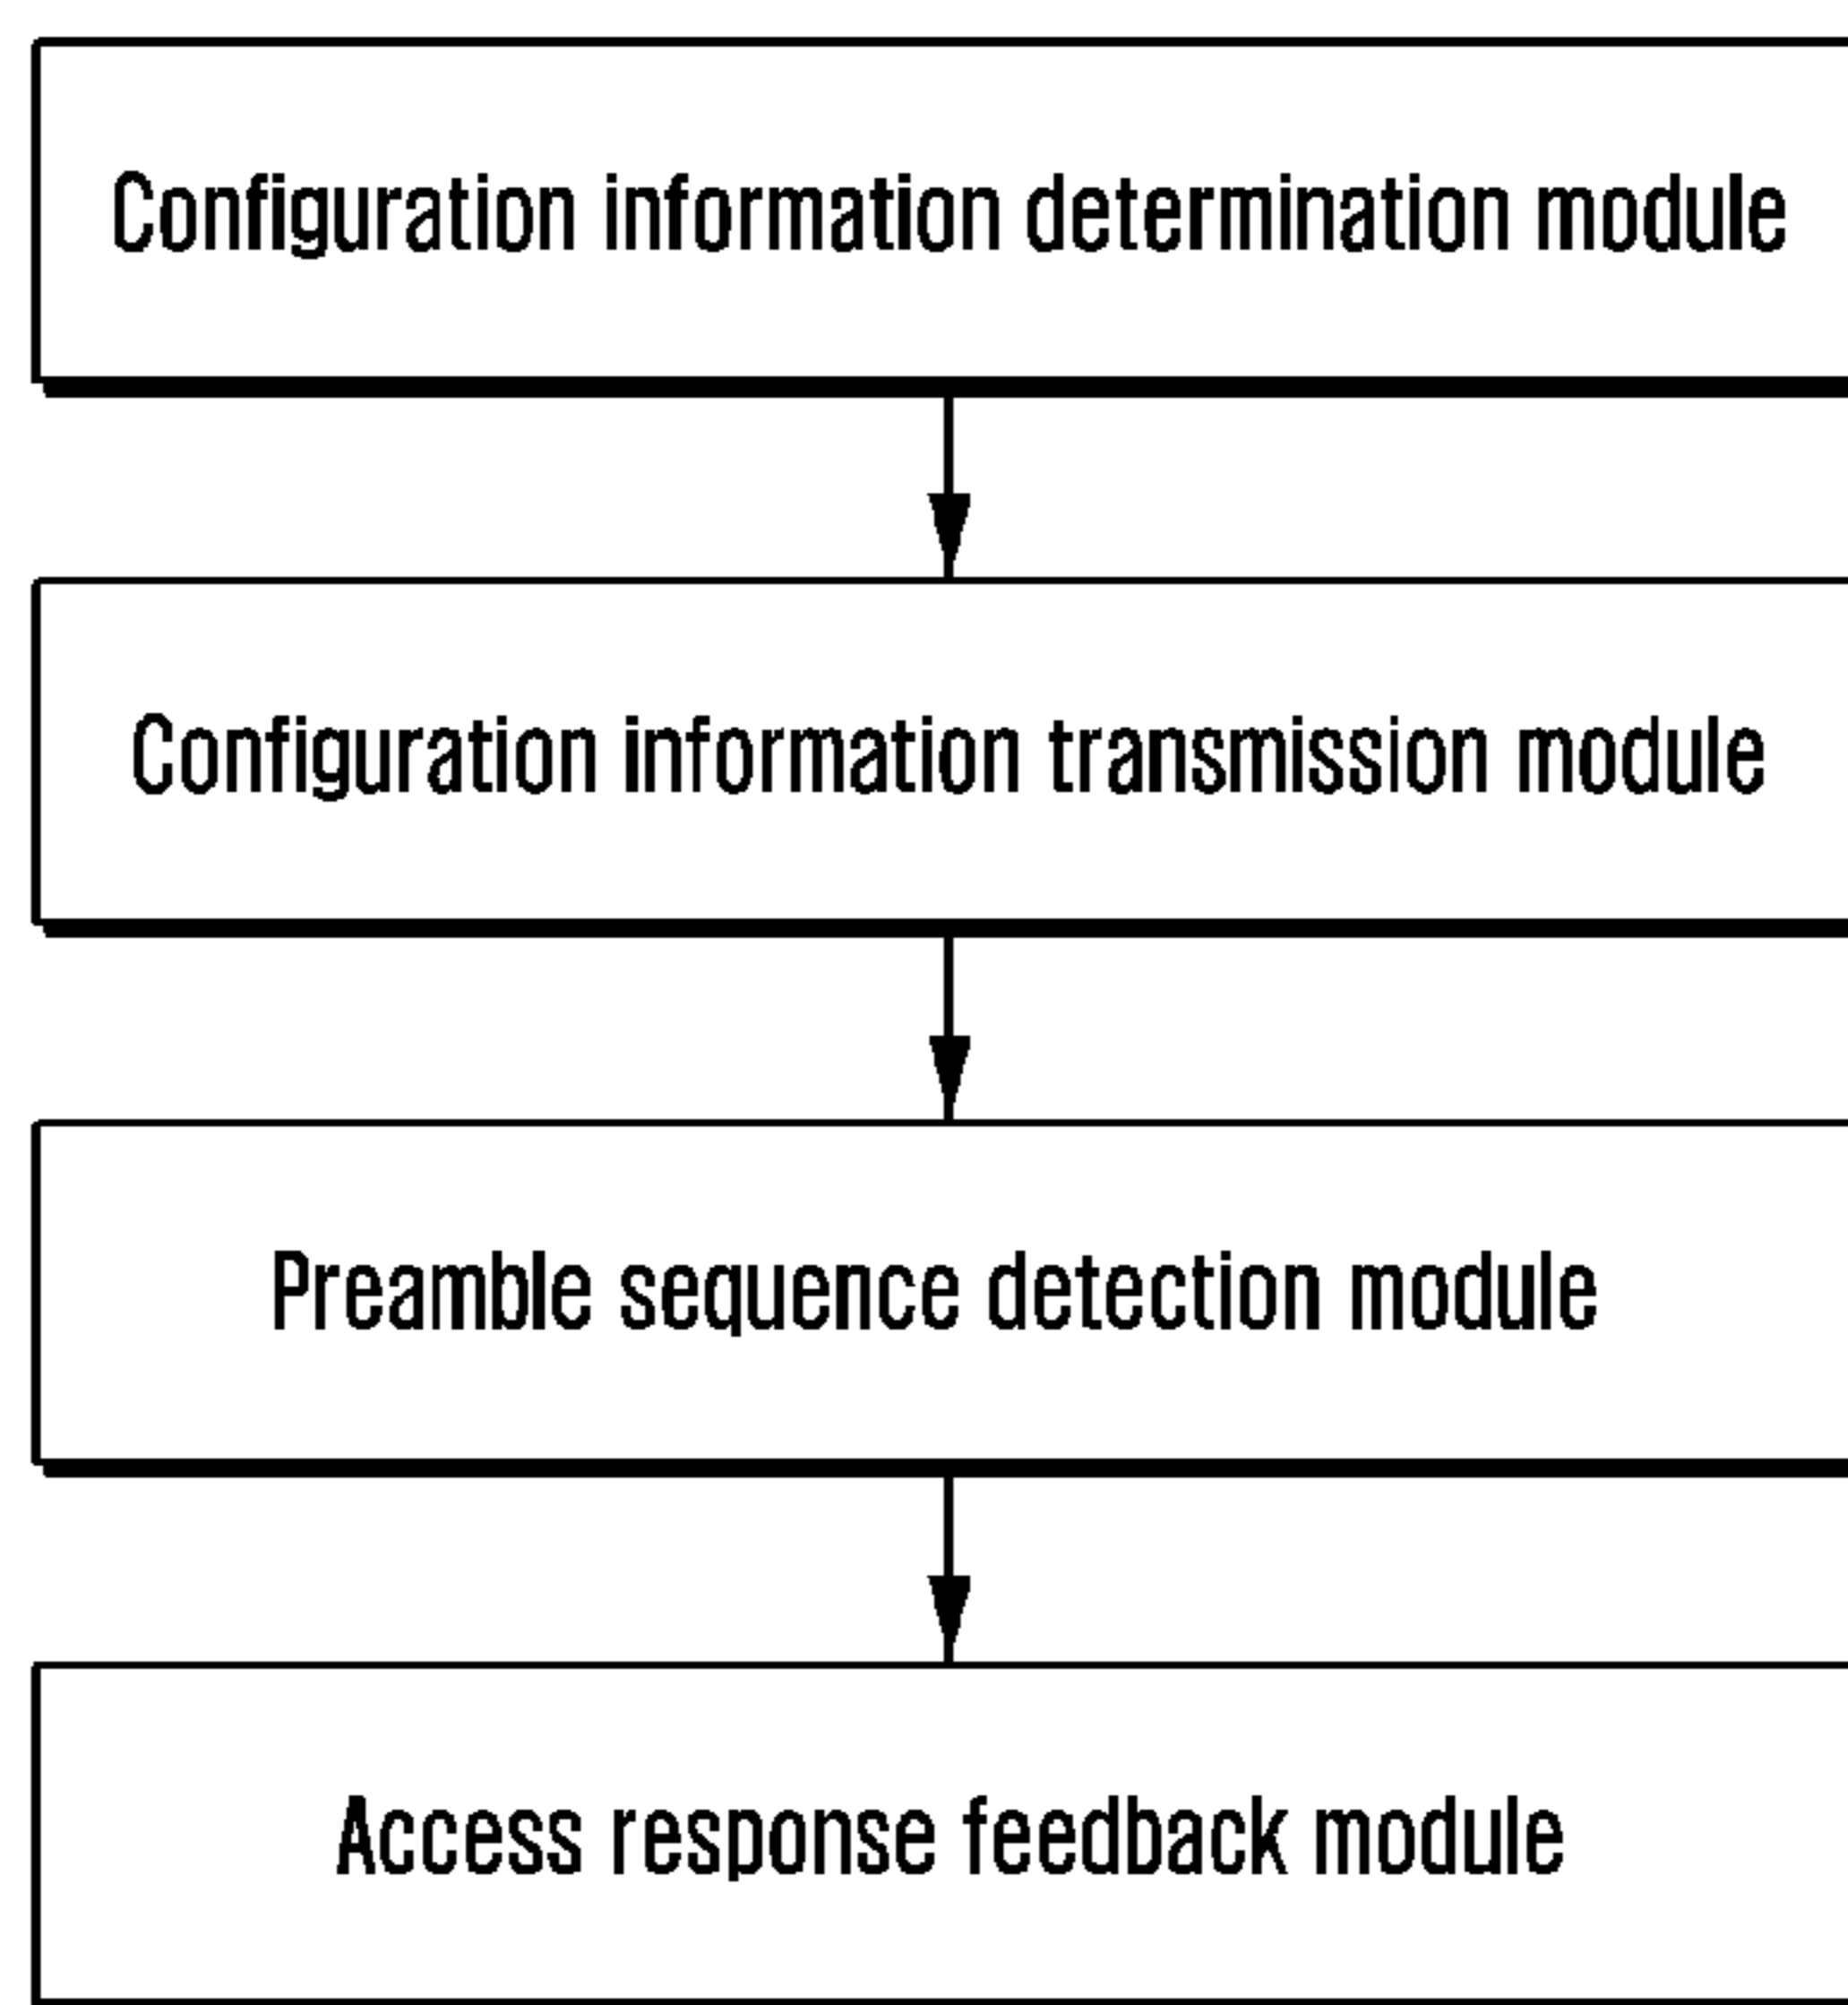 Configuration information determination module
Configuration information transmission module
Preamble sequence detection module
Access response feedback module